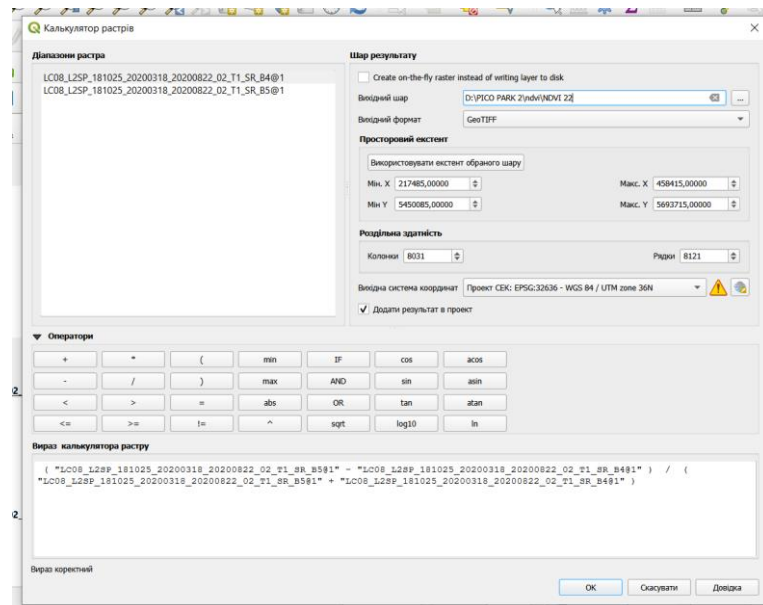 Калькулятор растрів
Діапазони растра
LC08_L2SP_181025_20200318_20200822_02_T1_SR_B4@1
LC08_L2SP_181025_20200318_20200822_02_T1_SR_B5@1
Шар результату
Create on-the-fly raster instead of writing layer to disk
Вихідний шар D:\PICO PARK 2\ndvi\NDVI 22 ...
Вихідний формат GeoTIFF
Просторовий екстент
Використовувати екстент обраного шару
Мін. X 217485,00000 Макс. X 458415,00000
Мін Y 5450085,00000 Макс. Y 5693715,00000
Роздільна здатність
Колонки 8031 Рядки 8121
Вихідна система координат Проект СЕК: EPSG:32636 - WGS 84 / UTM zone 36N
Додати результат в проект
Оператори
+ * ( min IF cos acos
- / ) max AND sin asin
< > = abs OR tan atan
<= >= != ^ sqrt log10 ln
Вираз калькулятора растру
( "LC08_L2SP_181025_20200318_20200822_02_T1_SR_B5@1" - "LC08_L2SP_181025_20200318_20200822_02_T1_SR_B4@1" ) / (
"LC08_L2SP_181025_20200318_20200822_02_T1_SR_B5@1" + "LC08_L2SP_181025_20200318_20200822_02_T1_SR_B4@1" )
Вираз коректний
OK Скасувати Довідка